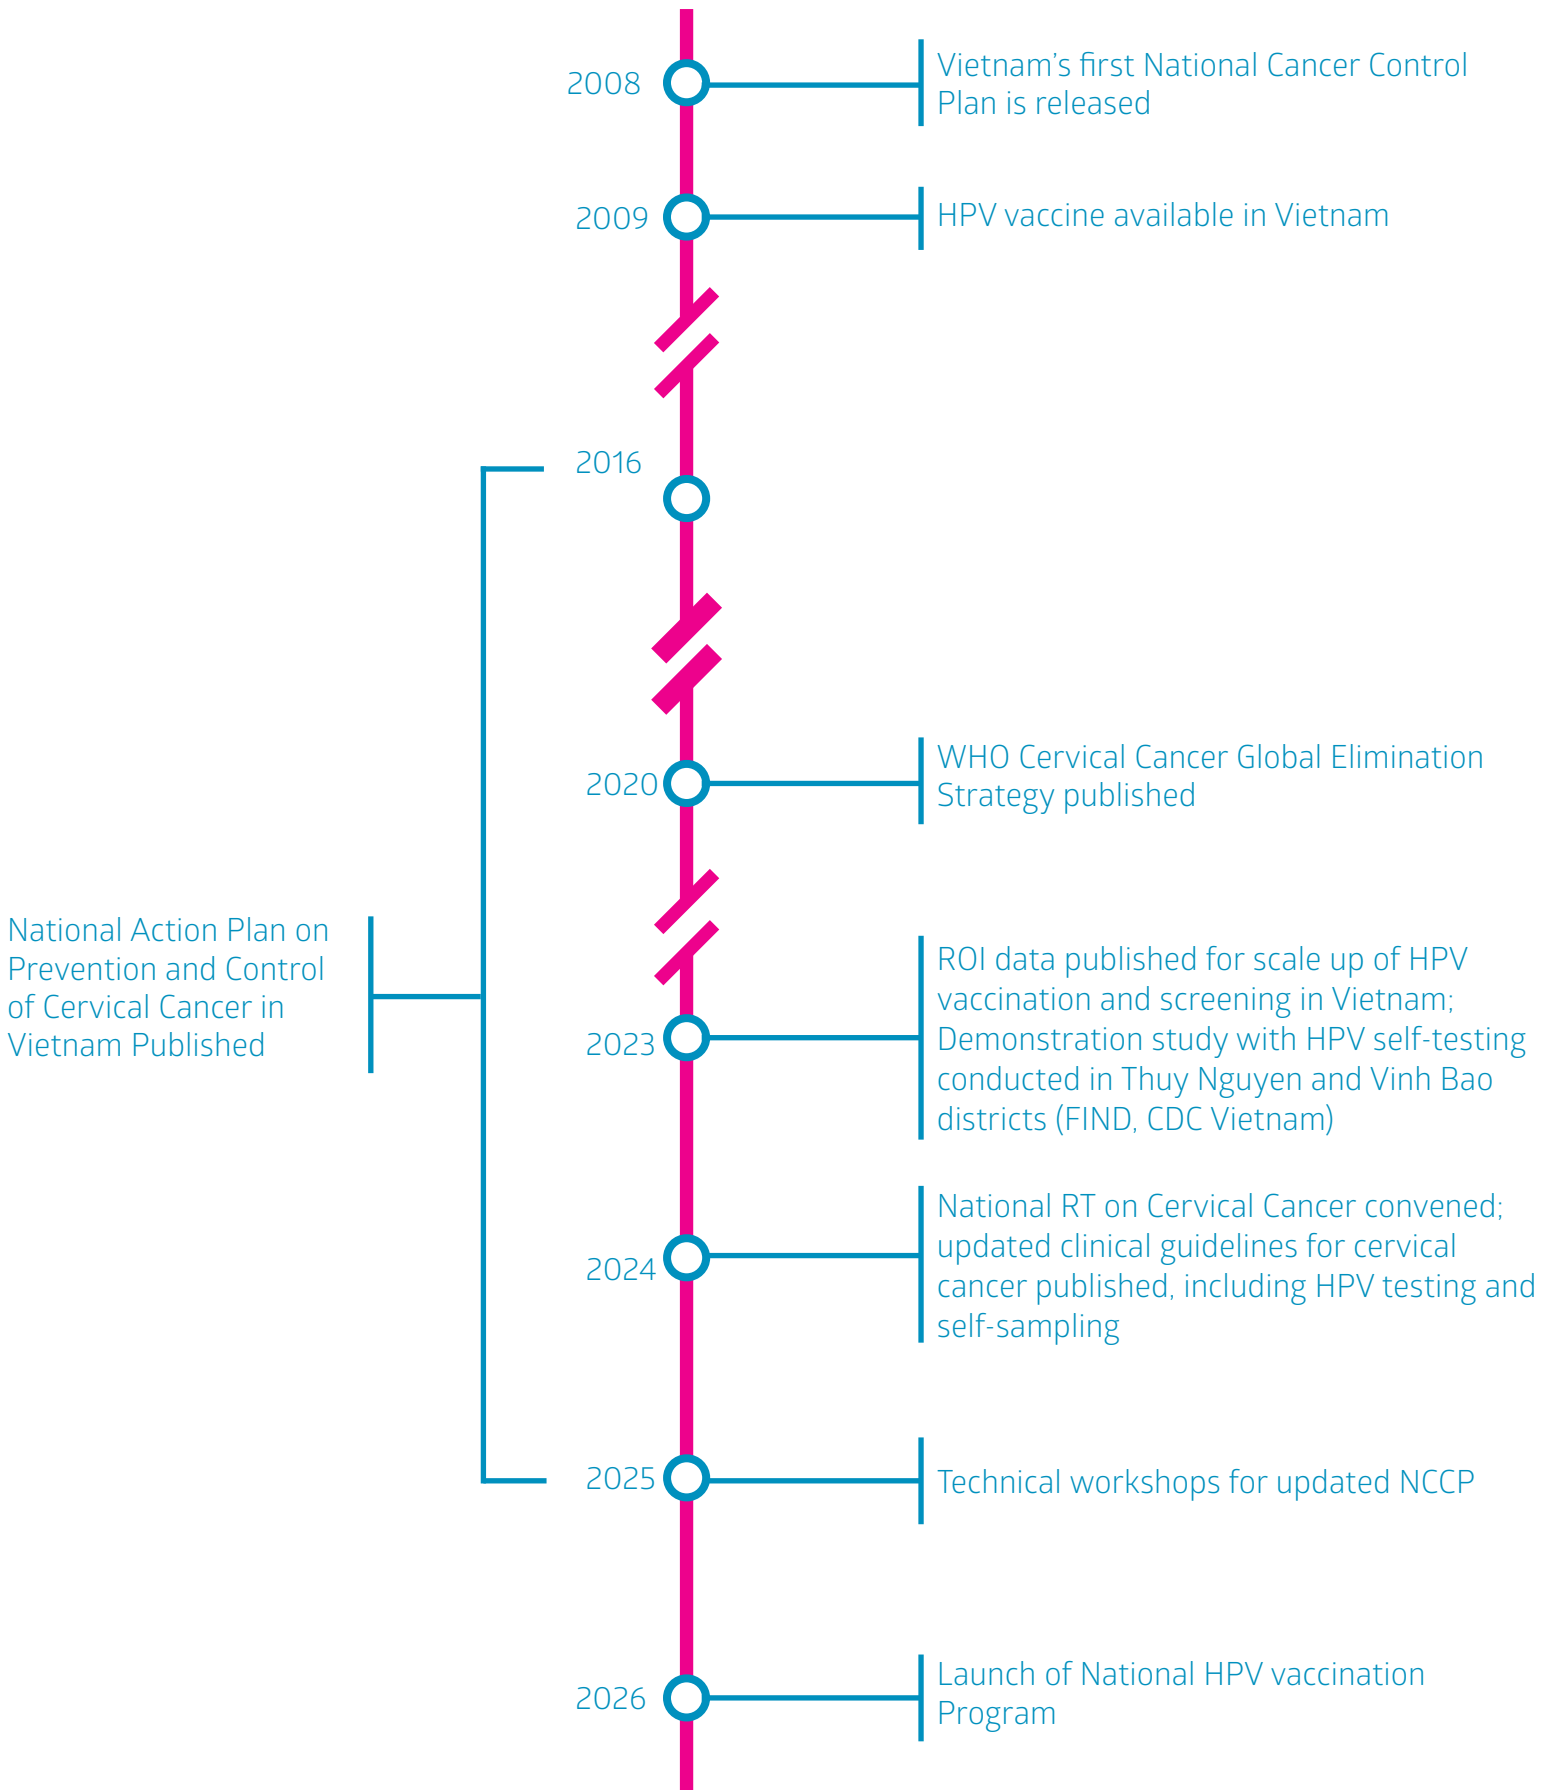 2008
Vietnam’s first National Cancer Control
Plan is released
2009
HPV vaccine available in Vietnam
2016
2020
WHO Cervical Cancer Global Elimination
Strategy published
National Action Plan on
Prevention and Control
of Cervical Cancer in
Vietnam Published
2023
ROI data published for scale up of HPV
vaccination and screening in Vietnam;
Demonstration study with HPV self-testing
conducted in Thuy Nguyen and Vinh Bao
districts (FIND, CDC Vietnam)
2024
National RT on Cervical Cancer convened;
updated clinical guidelines for cervical
cancer published, including HPV testing and
self-sampling
2025
Technical workshops for updated NCCP
2026
Launch of National HPV vaccination
Program